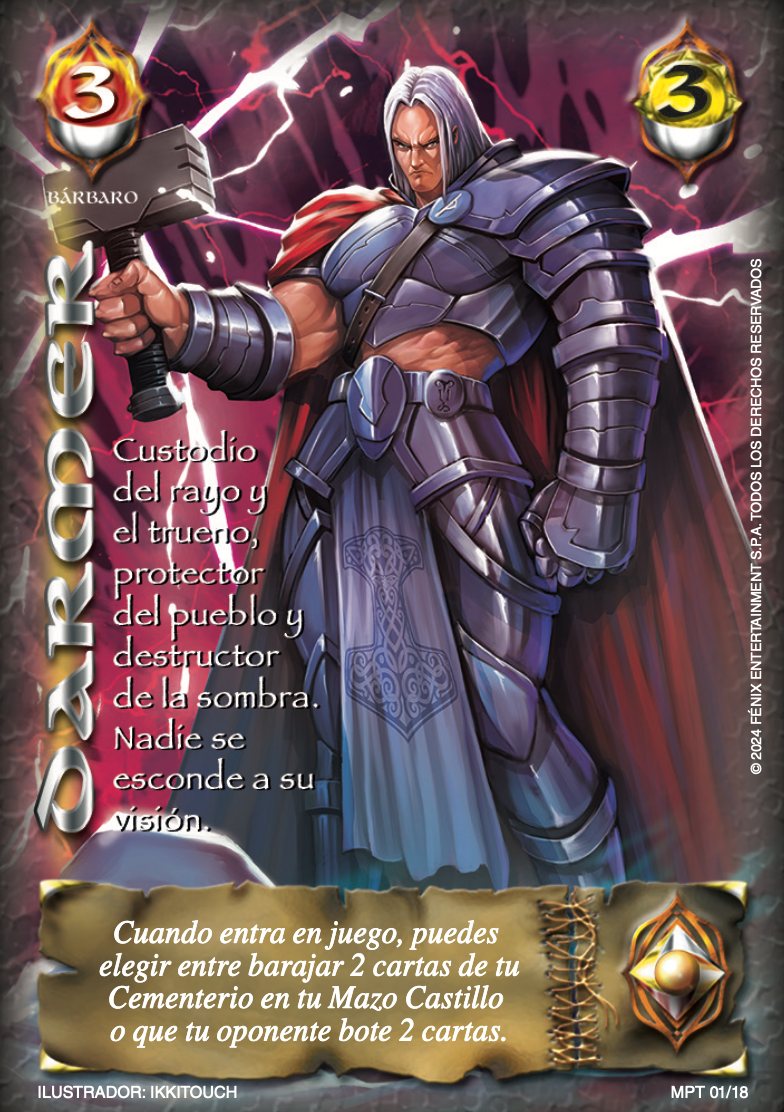 3
3
BÁRBARO
DARMER
Custodio
del rayo y
el trueno,
protector
del pueblo y
destructor
de la sombra.
Nadie se
esconde a su
visión.
© 2024 FÉNIX ENTERTAINMENT S.P.A. TODOS LOS DERECHOS RESERVADOS
Cuando entra en juego, puedes
elegir entre barajar 2 cartas de tu
Cementerio en tu Mazo Castillo
o que tu oponente bote 2 cartas.
ILUSTRADOR: IKKITOUCH
MPT 01/18